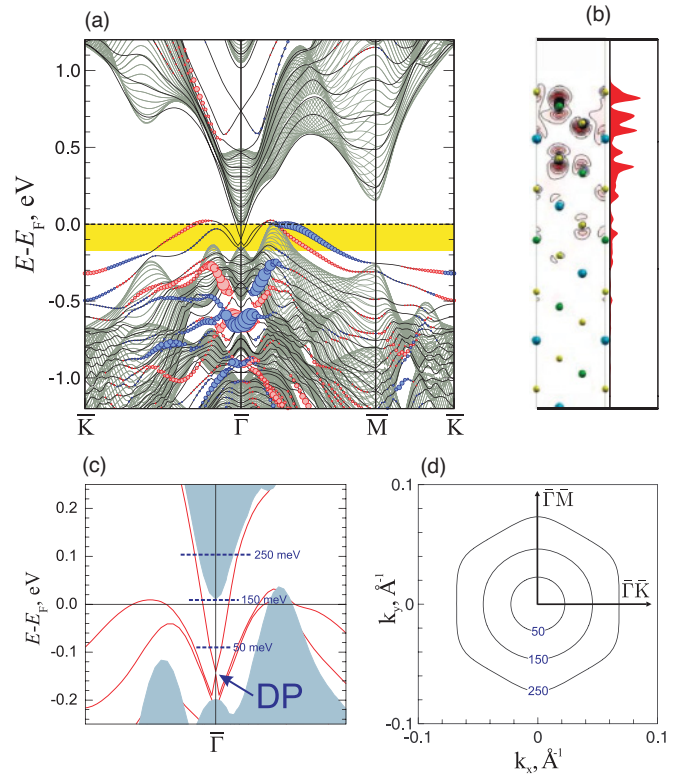 (a)
(b)
E-E_F, eV
1.0
0.5
0.0
-0.5
-1.0
K̅
Γ̅
M̅
K̅
(c)
(d)
E-E_F, eV
0.2
0.1
0.0
-0.1
-0.2
250 meV
150 meV
50 meV
DP
Γ̅
k_y, Å⁻¹
0.1
0
-0.1
Γ̅M̅
Γ̅K̅
50
150
250
-0.1
0
0.1
k_x, Å⁻¹